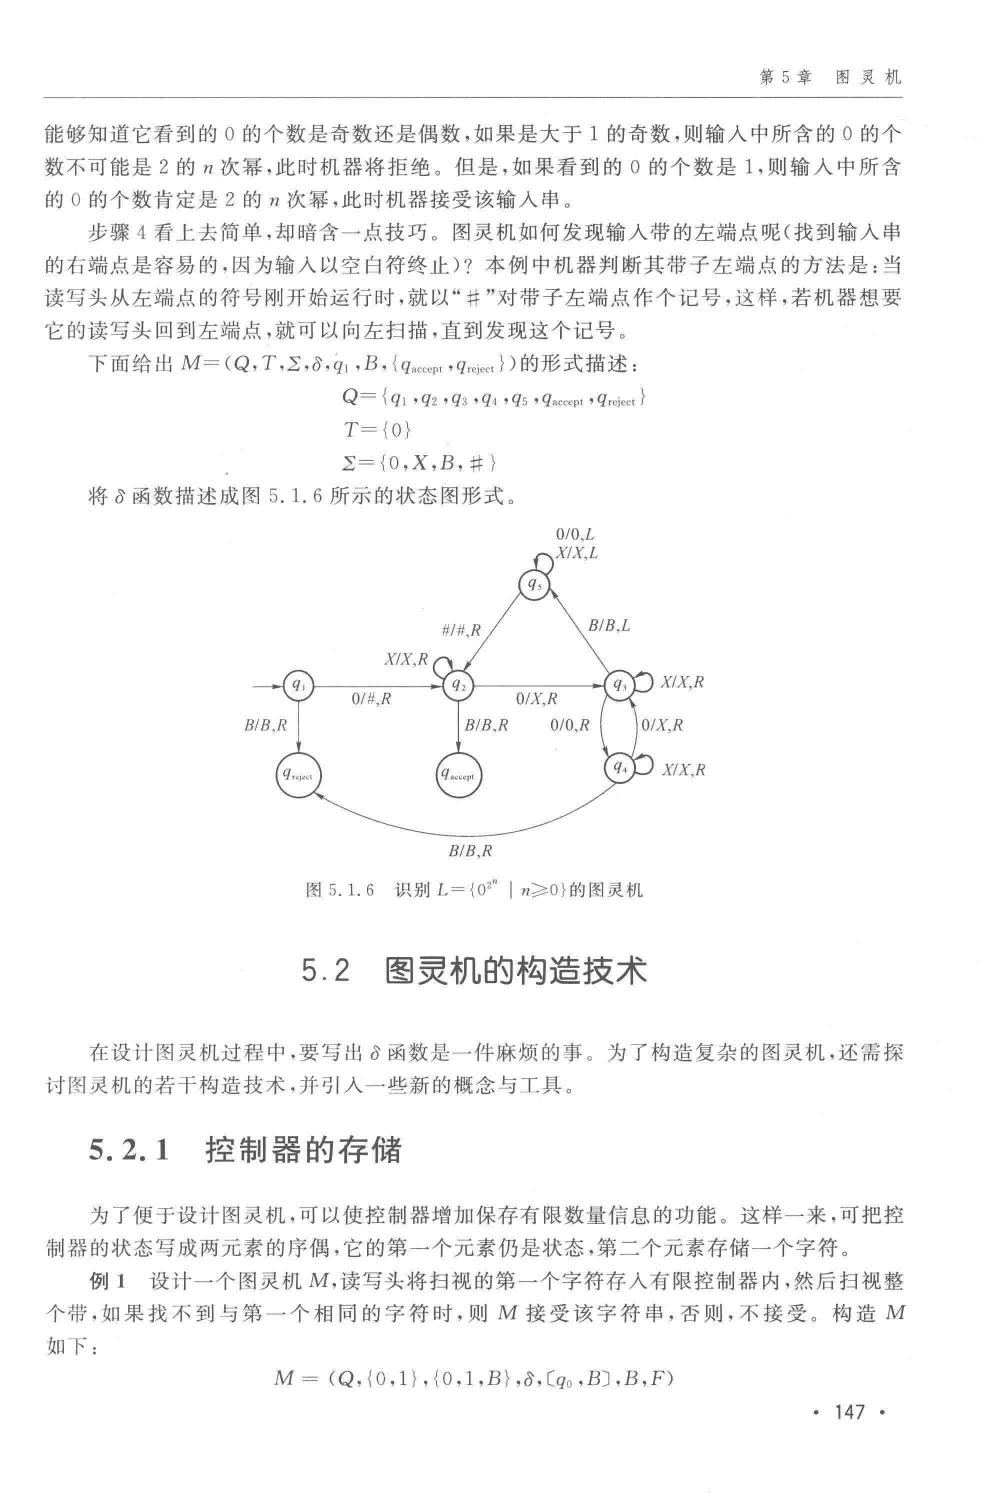 第 5 章　图 灵 机
能够知道它看到的 0 的个数是奇数还是偶数,如果是大于 1 的奇数,则输入中所含的 0 的个
数不可能是 2 的 n 次幂,此时机器将拒绝。但是,如果看到的 0 的个数是 1,则输入中所含
的 0 的个数肯定是 2 的 n 次幂,此时机器接受该输入串。
步骤 4 看上去简单,却暗含一点技巧。图灵机如何发现输入带的左端点呢(找到输入串
的右端点是容易的,因为输入以空白符终止)? 本例中机器判断其带子左端点的方法是:当
读写头从左端点的符号刚开始运行时,就以“#”对带子左端点作个记号,这样,若机器想要
它的读写头回到左端点,就可以向左扫描,直到发现这个记号。
下面给出 M=(Q,T,Σ,δ,q₁,B,{q_accept,q_reject})的形式描述:
Q={q₁,q₂,q₃,q₄,q₅,q_accept,q_reject}
T={0}
Σ={0,X,B,#}
将 δ 函数描述成图 5.1.6 所示的状态图形式。
0/0,L
X/X,L
q₅
#/#,R
B/B,L
X/X,R
q₁
0/#,R
q₂
0/X,R
q₃
X/X,R
B/B,R
B/B,R
0/0,R
0/X,R
q_reject
q_accept
q₄
X/X,R
B/B,R
图 5.1.6　识别 L={0^{2^n} | n≥0}的图灵机
5.2　图灵机的构造技术
在设计图灵机过程中,要写出 δ 函数是一件麻烦的事。为了构造复杂的图灵机,还需探
讨图灵机的若干构造技术,并引入一些新的概念与工具。
5.2.1　控制器的存储
为了便于设计图灵机,可以使控制器增加保存有限数量信息的功能。这样一来,可把控
制器的状态写成两元素的序偶,它的第一个元素仍是状态,第二个元素存储一个字符。
例 1　设计一个图灵机 M,读写头将扫视的第一个字符存入有限控制器内,然后扫视整
个带,如果找不到与第一个相同的字符时,则 M 接受该字符串,否则,不接受。构造 M
如下:
M = (Q,{0,1},{0,1,B},δ,[q₀,B],B,F)
· 147 ·